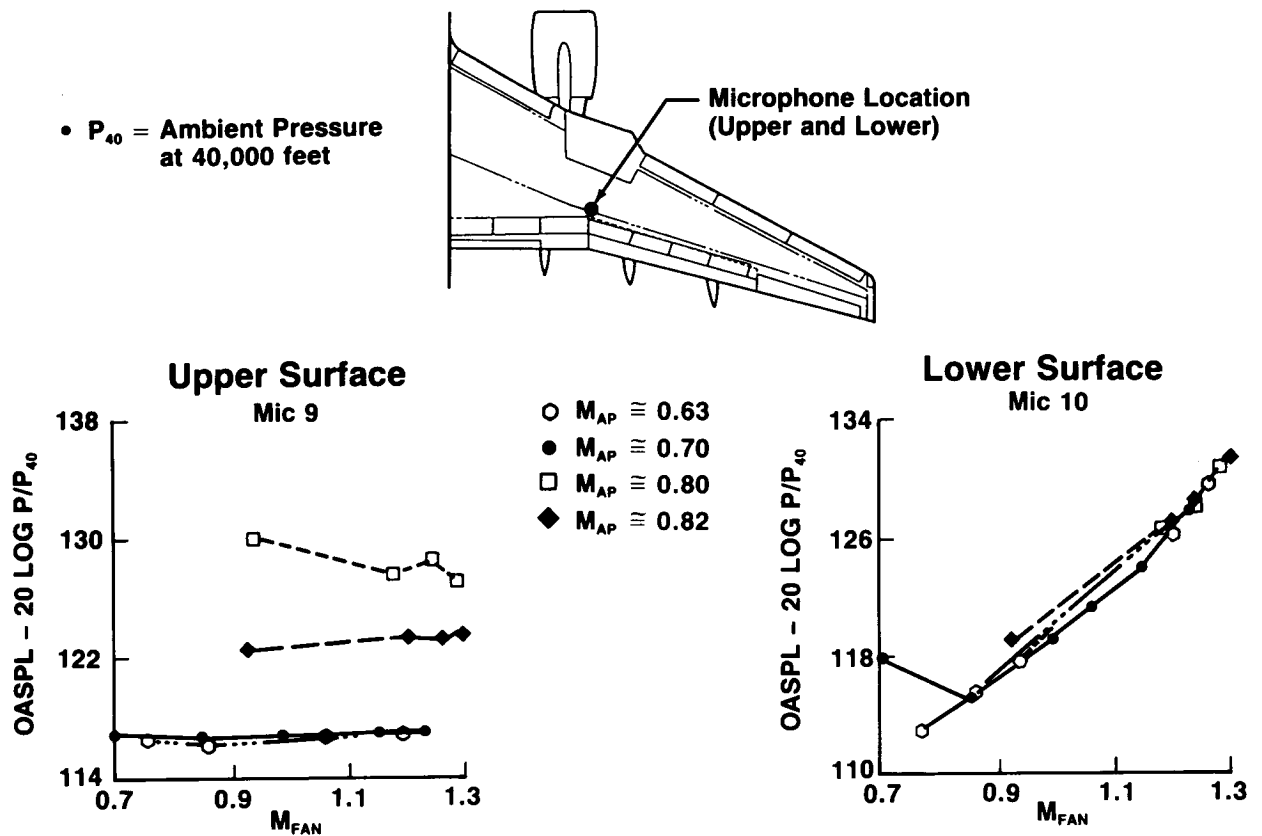 • P₄₀ = Ambient Pressure
at 40,000 feet
Microphone Location
(Upper and Lower)
Upper Surface
Mic 9
138
130
122
114
OASPL – 20 LOG P/P₄₀
0.7
0.9
1.1
1.3
M_FAN
M_AP ≅ 0.63
M_AP ≅ 0.70
M_AP ≅ 0.80
M_AP ≅ 0.82
Lower Surface
Mic 10
134
126
118
110
OASPL – 20 LOG P/P₄₀
0.7
0.9
1.1
1.3
M_FAN